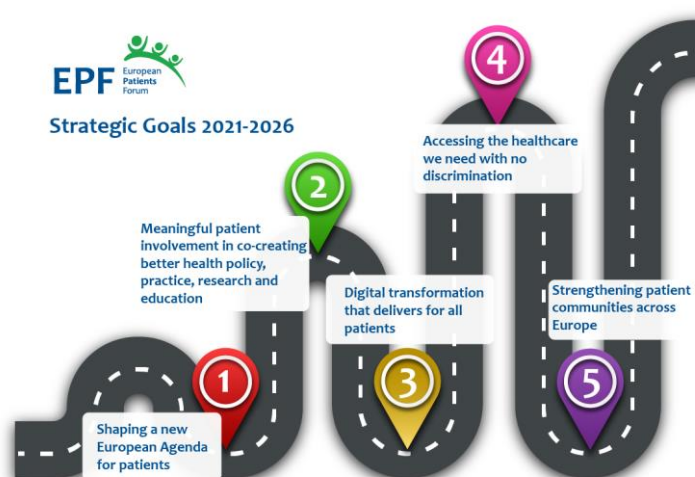 EPF
European
Patients
Forum
Strategic Goals 2021-2026
4
Accessing the healthcare
we need with no
discrimination
2
Meaningful patient
involvement in co-creating
better health policy,
practice, research and
education
Digital transformation
that delivers for all
patients
Strengthening patient
communities across
Europe
1
3
5
Shaping a new
European Agenda
for patients